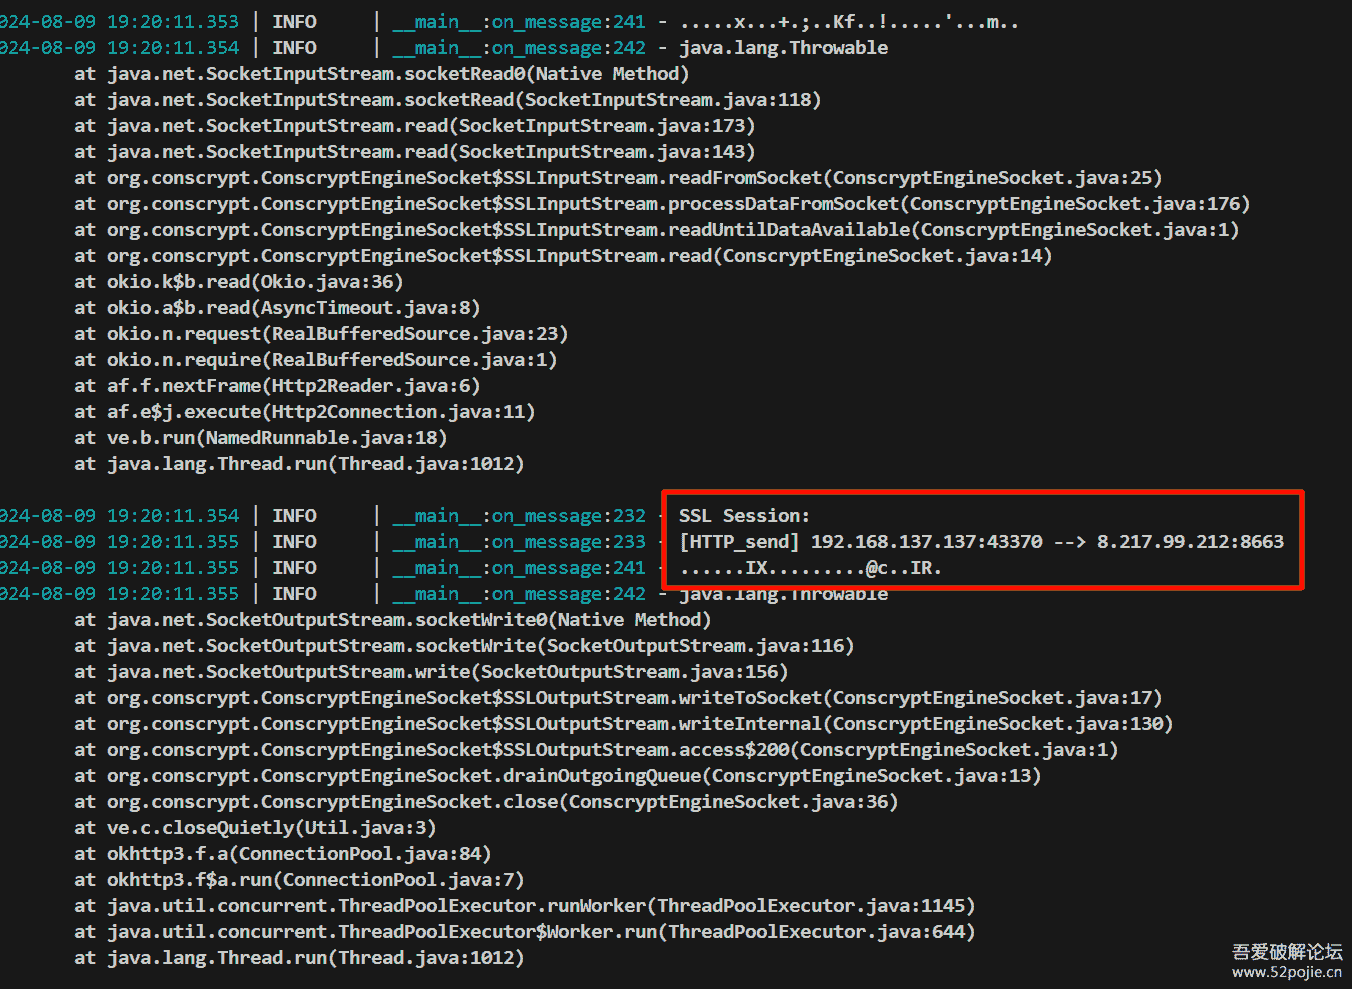 024-08-09 19:20:11.353 | INFO     | __main__:on_message:241 - .....x...+.;..Kf..!.....'...m..
024-08-09 19:20:11.354 | INFO     | __main__:on_message:242 - java.lang.Throwable
at java.net.SocketInputStream.socketRead0(Native Method)
at java.net.SocketInputStream.socketRead(SocketInputStream.java:118)
at java.net.SocketInputStream.read(SocketInputStream.java:173)
at java.net.SocketInputStream.read(SocketInputStream.java:143)
at org.conscrypt.ConscryptEngineSocket$SSLInputStream.readFromSocket(ConscryptEngineSocket.java:25)
at org.conscrypt.ConscryptEngineSocket$SSLInputStream.processDataFromSocket(ConscryptEngineSocket.java:176)
at org.conscrypt.ConscryptEngineSocket$SSLInputStream.readUntilDataAvailable(ConscryptEngineSocket.java:1)
at org.conscrypt.ConscryptEngineSocket$SSLInputStream.read(ConscryptEngineSocket.java:14)
at okio.k$b.read(Okio.java:36)
at okio.a$b.read(AsyncTimeout.java:8)
at okio.n.request(RealBufferedSource.java:23)
at okio.n.require(RealBufferedSource.java:1)
at af.f.nextFrame(Http2Reader.java:6)
at af.e$j.execute(Http2Connection.java:11)
at ve.b.run(NamedRunnable.java:18)
at java.lang.Thread.run(Thread.java:1012)
024-08-09 19:20:11.354 | INFO     | __main__:on_message:232 - SSL Session:
024-08-09 19:20:11.355 | INFO     | __main__:on_message:233 - [HTTP_send] 192.168.137.137:43370 --> 8.217.99.212:8663
024-08-09 19:20:11.355 | INFO     | __main__:on_message:241 - ......IX.........@c..IR.
024-08-09 19:20:11.355 | INFO     | __main__:on_message:242 - java.lang.Throwable
at java.net.SocketOutputStream.socketWrite0(Native Method)
at java.net.SocketOutputStream.socketWrite(SocketOutputStream.java:116)
at java.net.SocketOutputStream.write(SocketOutputStream.java:156)
at org.conscrypt.ConscryptEngineSocket$SSLOutputStream.writeToSocket(ConscryptEngineSocket.java:17)
at org.conscrypt.ConscryptEngineSocket$SSLOutputStream.writeInternal(ConscryptEngineSocket.java:130)
at org.conscrypt.ConscryptEngineSocket$SSLOutputStream.access$200(ConscryptEngineSocket.java:1)
at org.conscrypt.ConscryptEngineSocket.drainOutgoingQueue(ConscryptEngineSocket.java:13)
at org.conscrypt.ConscryptEngineSocket.close(ConscryptEngineSocket.java:36)
at ve.c.closeQuietly(Util.java:3)
at okhttp3.f.a(ConnectionPool.java:84)
at okhttp3.f$a.run(ConnectionPool.java:7)
at java.util.concurrent.ThreadPoolExecutor.runWorker(ThreadPoolExecutor.java:1145)
at java.util.concurrent.ThreadPoolExecutor$Worker.run(ThreadPoolExecutor.java:644)
at java.lang.Thread.run(Thread.java:1012)
吾爱破解论坛
www.52pojie.cn